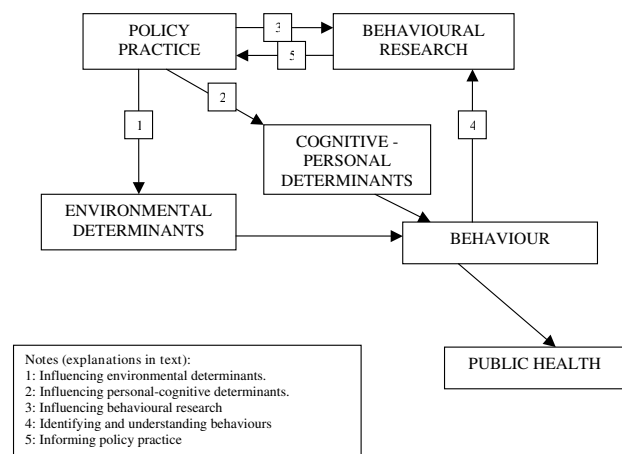 POLICY
PRACTICE
3
5
BEHAVIOURAL
RESEARCH
1
2
4
COGNITIVE -
PERSONAL
DETERMINANTS
ENVIRONMENTAL
DETERMINANTS
BEHAVIOUR
PUBLIC HEALTH
Notes (explanations in text):
1: Influencing environmental determinants.
2: Influencing personal-cognitive determinants.
3: Influencing behavioural research
4: Identifying and understanding behaviours
5: Informing policy practice